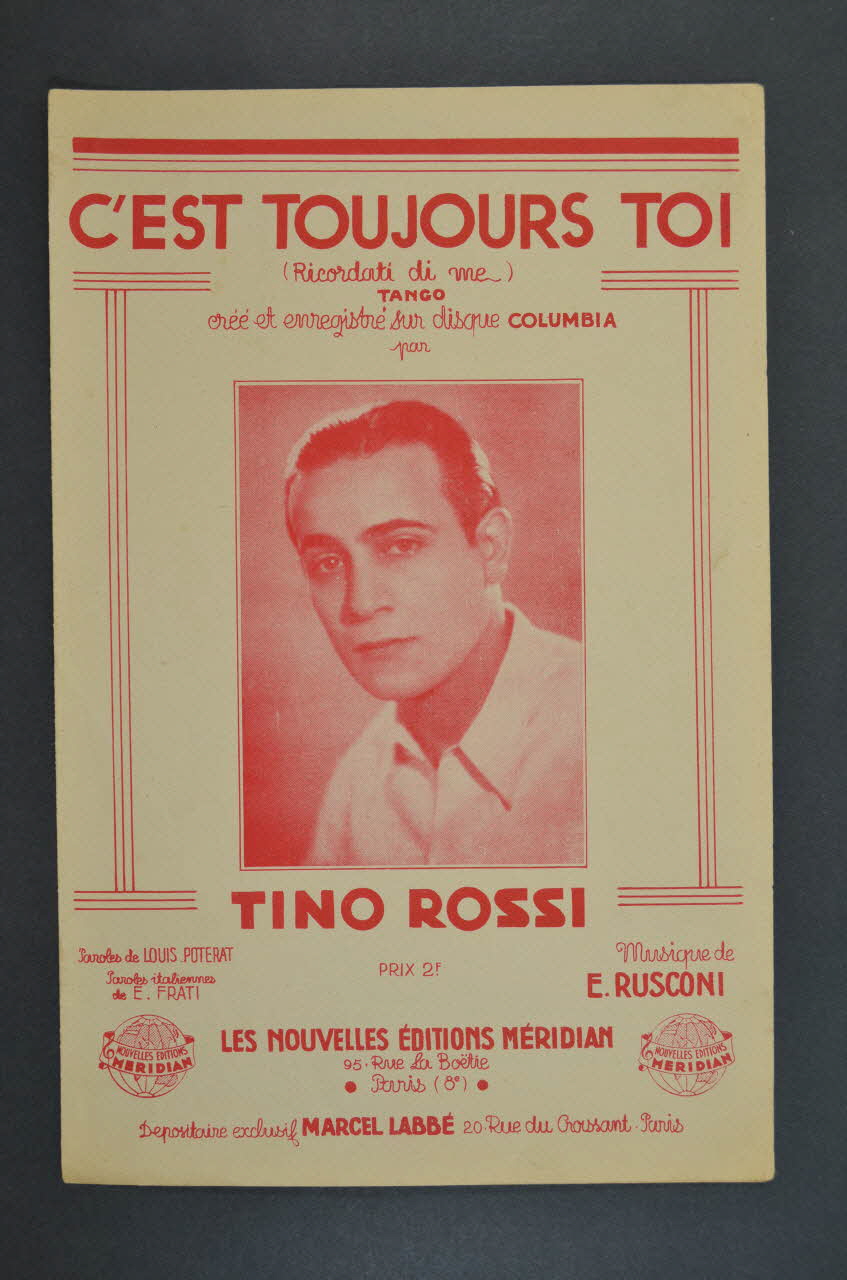 C'EST TOUJOURS TOI
(Ricordati di me)
TANGO
créé et enregistré sur disque COLUMBIA
par
TINO ROSSI
Paroles de LOUIS POTERAT
Paroles italiennes
de E. FRATI
PRIX 2F
Musique de
E. RUSCONI
NOUVELLES EDITIONS
MERIDIAN
LES NOUVELLES ÉDITIONS MÉRIDIAN
95 · Rue La Boëtie
● Paris (8e) ●
NOUVELLES EDITIONS
MERIDIAN
Depositaire exclusif MARCEL LABBÉ 20 · Rue du Croissant · Paris